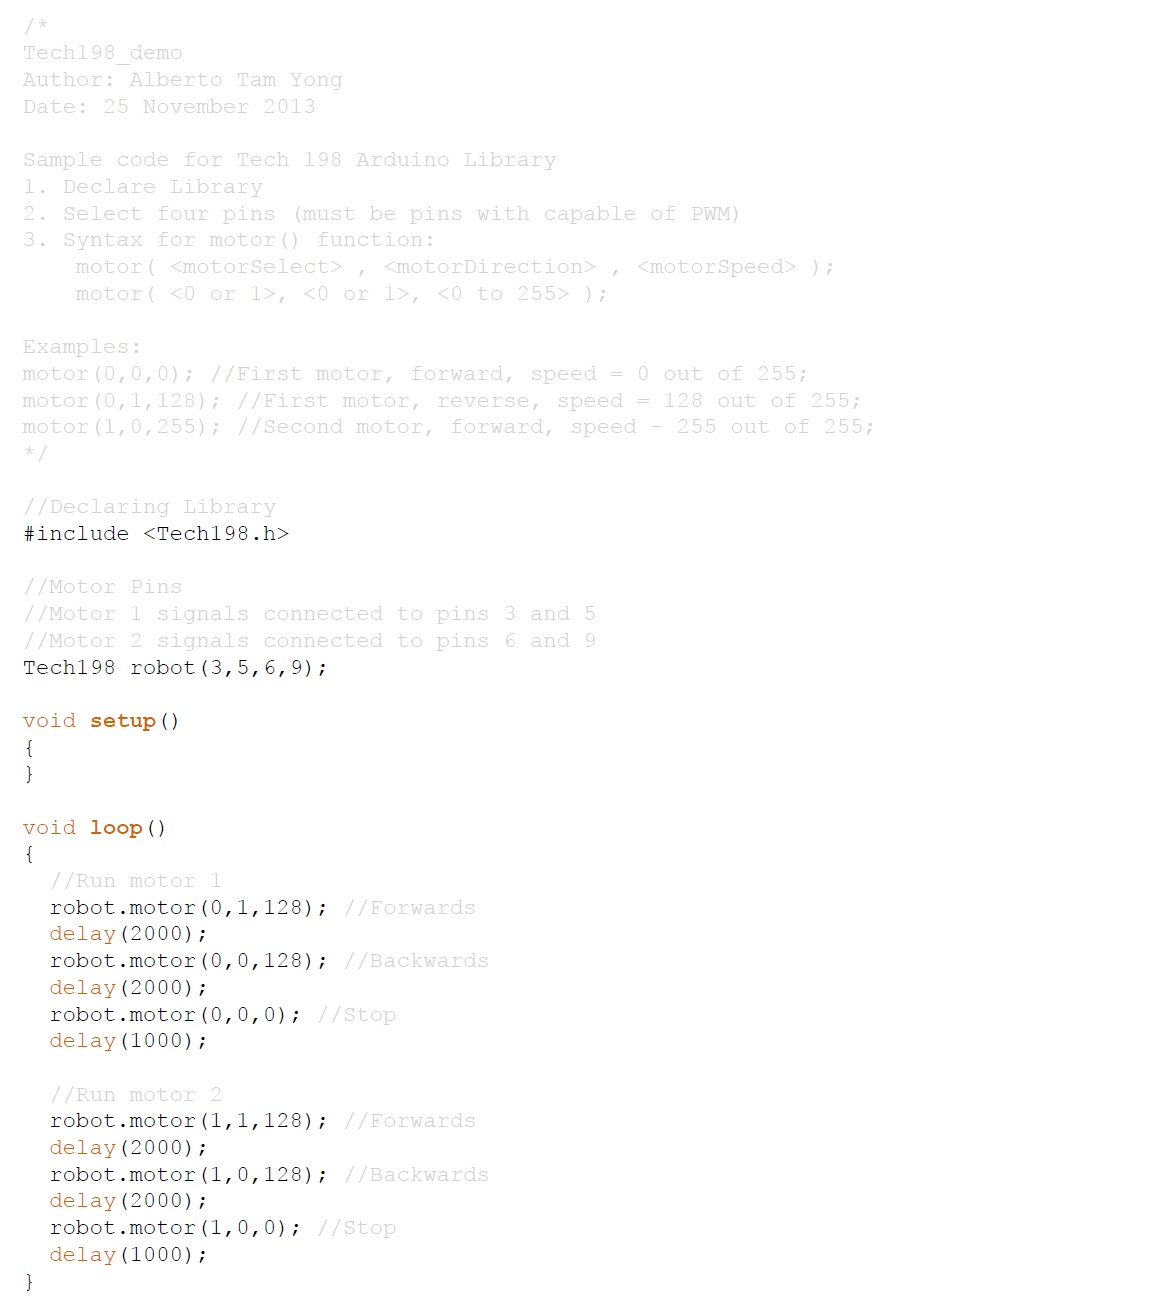 /*
Tech198_demo
Author: Alberto Tam Yong
Date: 25 November 2013

Sample code for Tech 198 Arduino Library
1. Declare Library
2. Select four pins (must be pins with capable of PWM)
3. Syntax for motor() function:
    motor( <motorSelect> , <motorDirection> , <motorSpeed> );
    motor( <0 or 1>, <0 or 1>, <0 to 255> );

Examples:
motor(0,0,0); //First motor, forward, speed = 0 out of 255;
motor(0,1,128); //First motor, reverse, speed = 128 out of 255;
motor(1,0,255); //Second motor, forward, speed - 255 out of 255;
*/

//Declaring Library
#include <Tech198.h>

//Motor Pins
//Motor 1 signals connected to pins 3 and 5
//Motor 2 signals connected to pins 6 and 9
Tech198 robot(3,5,6,9);

void setup()
{
}

void loop()
{
  //Run motor 1
  robot.motor(0,1,128); //Forwards
  delay(2000);
  robot.motor(0,0,128); //Backwards
  delay(2000);
  robot.motor(0,0,0); //Stop
  delay(1000);

  //Run motor 2
  robot.motor(1,1,128); //Forwards
  delay(2000);
  robot.motor(1,0,128); //Backwards
  delay(2000);
  robot.motor(1,0,0); //Stop
  delay(1000);
}